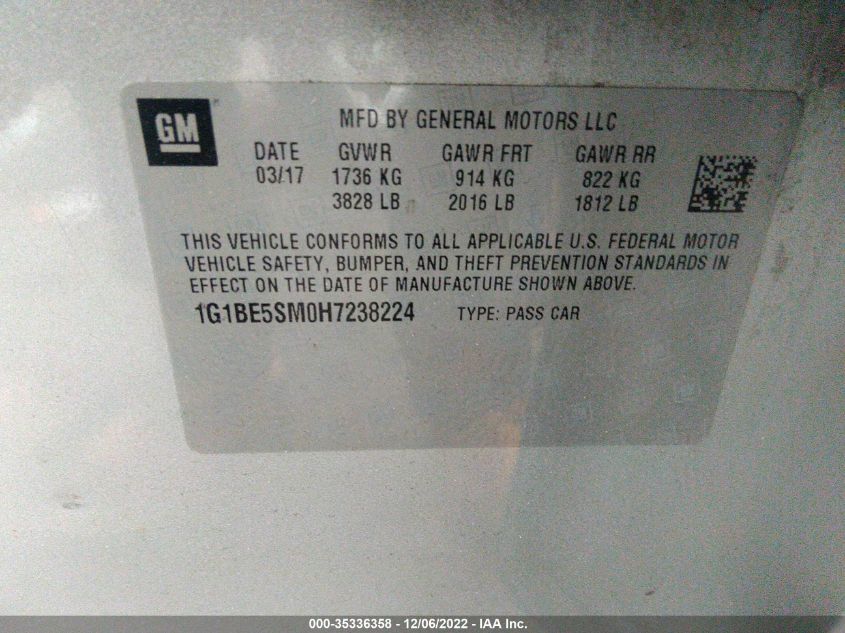 GM
MFD BY GENERAL MOTORS LLC
DATE GVWR GAWR FRT GAWR RR
03/17 1736 KG 914 KG 822 KG
3828 LB 2016 LB 1812 LB
THIS VEHICLE CONFORMS TO ALL APPLICABLE U.S. FEDERAL MOTOR
VEHICLE SAFETY, BUMPER, AND THEFT PREVENTION STANDARDS IN
EFFECT ON THE DATE OF MANUFACTURE SHOWN ABOVE.
1G1BE5SM0H7238224 TYPE: PASS CAR
000-35336358 - 12/06/2022 - IAA Inc.